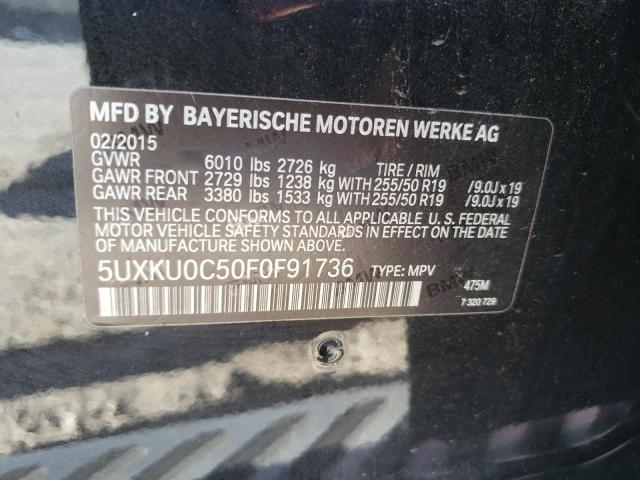 MFD BY BAYERISCHE MOTOREN WERKE AG
02/2015
GVWR 6010 lbs 2726 kg TIRE / RIM
GAWR FRONT 2729 lbs 1238 kg WITH 255/50 R19 /9.0J x 19
GAWR REAR 3380 lbs 1533 kg WITH 255/50 R19 /9.0J x 19
THIS VEHICLE CONFORMS TO ALL APPLICABLE U.S. FEDERAL
MOTOR VEHICLE SAFETY STANDARDS IN EFFECT ON THE
DATE OF MANUFACTURE SHOWN ABOVE.
5UXKU0C50F0F91736 TYPE: MPV 475M
7 320 729
G